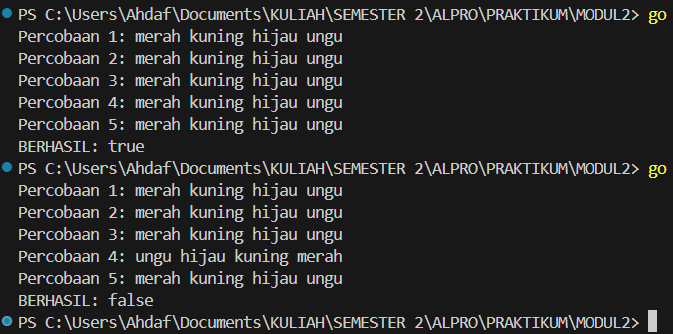 PS C:\Users\Ahdaf\Documents\KULIAH\SEMESTER 2\ALPRO\PRAKTIKUM\MODUL2> go
Percobaan 1: merah kuning hijau ungu
Percobaan 2: merah kuning hijau ungu
Percobaan 3: merah kuning hijau ungu
Percobaan 4: merah kuning hijau ungu
Percobaan 5: merah kuning hijau ungu
BERHASIL: true
PS C:\Users\Ahdaf\Documents\KULIAH\SEMESTER 2\ALPRO\PRAKTIKUM\MODUL2> go
Percobaan 1: merah kuning hijau ungu
Percobaan 2: merah kuning hijau ungu
Percobaan 3: merah kuning hijau ungu
Percobaan 4: ungu hijau kuning merah
Percobaan 5: merah kuning hijau ungu
BERHASIL: false
PS C:\Users\Ahdaf\Documents\KULIAH\SEMESTER 2\ALPRO\PRAKTIKUM\MODUL2>